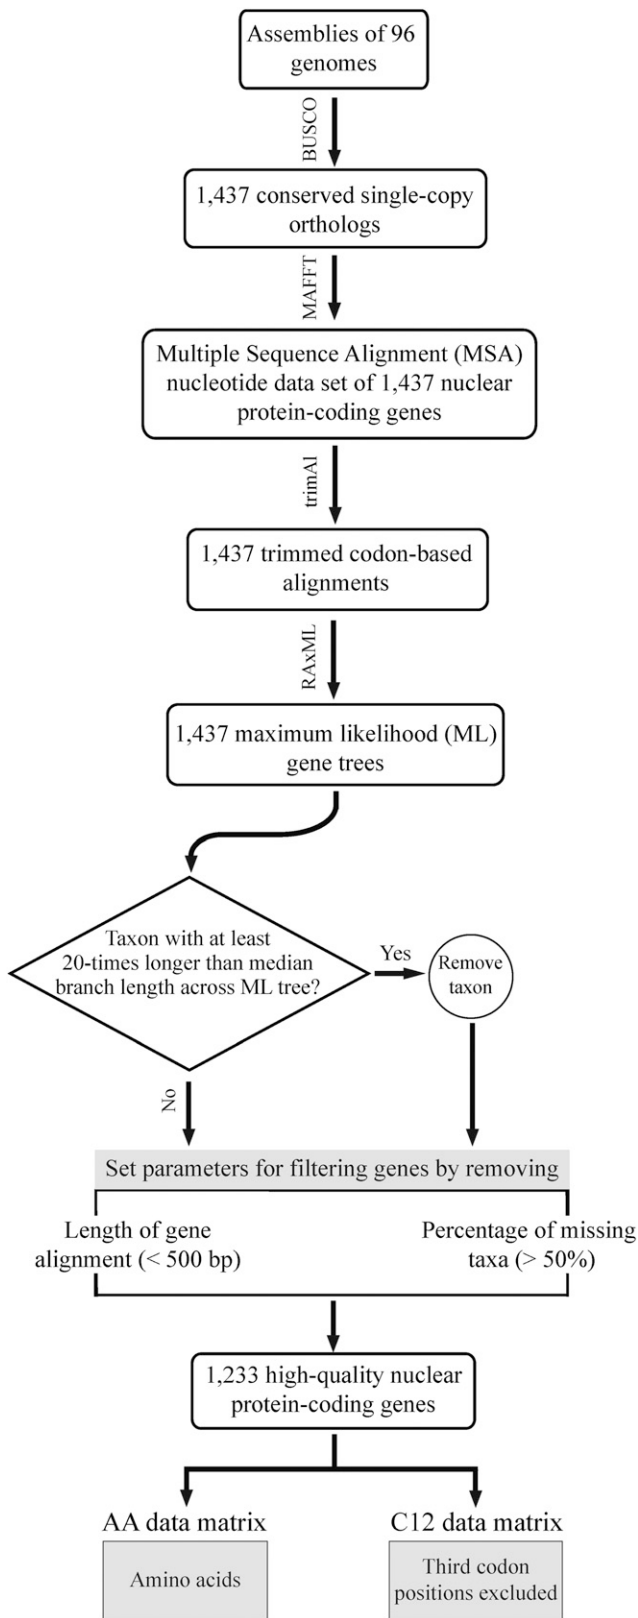 Assemblies of 96
genomes
BUSCO
1,437 conserved single-copy
orthologs
MAFFT
Multiple Sequence Alignment (MSA)
nucleotide data set of 1,437 nuclear
protein-coding genes
trimAl
1,437 trimmed codon-based
alignments
RAxML
1,437 maximum likelihood (ML)
gene trees
Taxon with at least
20-times longer than median
branch length across ML tree?
Yes
Remove
taxon
No
Set parameters for filtering genes by removing
Length of gene
alignment (< 500 bp)
Percentage of missing
taxa (> 50%)
1,233 high-quality nuclear
protein-coding genes
AA data matrix
Amino acids
C12 data matrix
Third codon
positions excluded